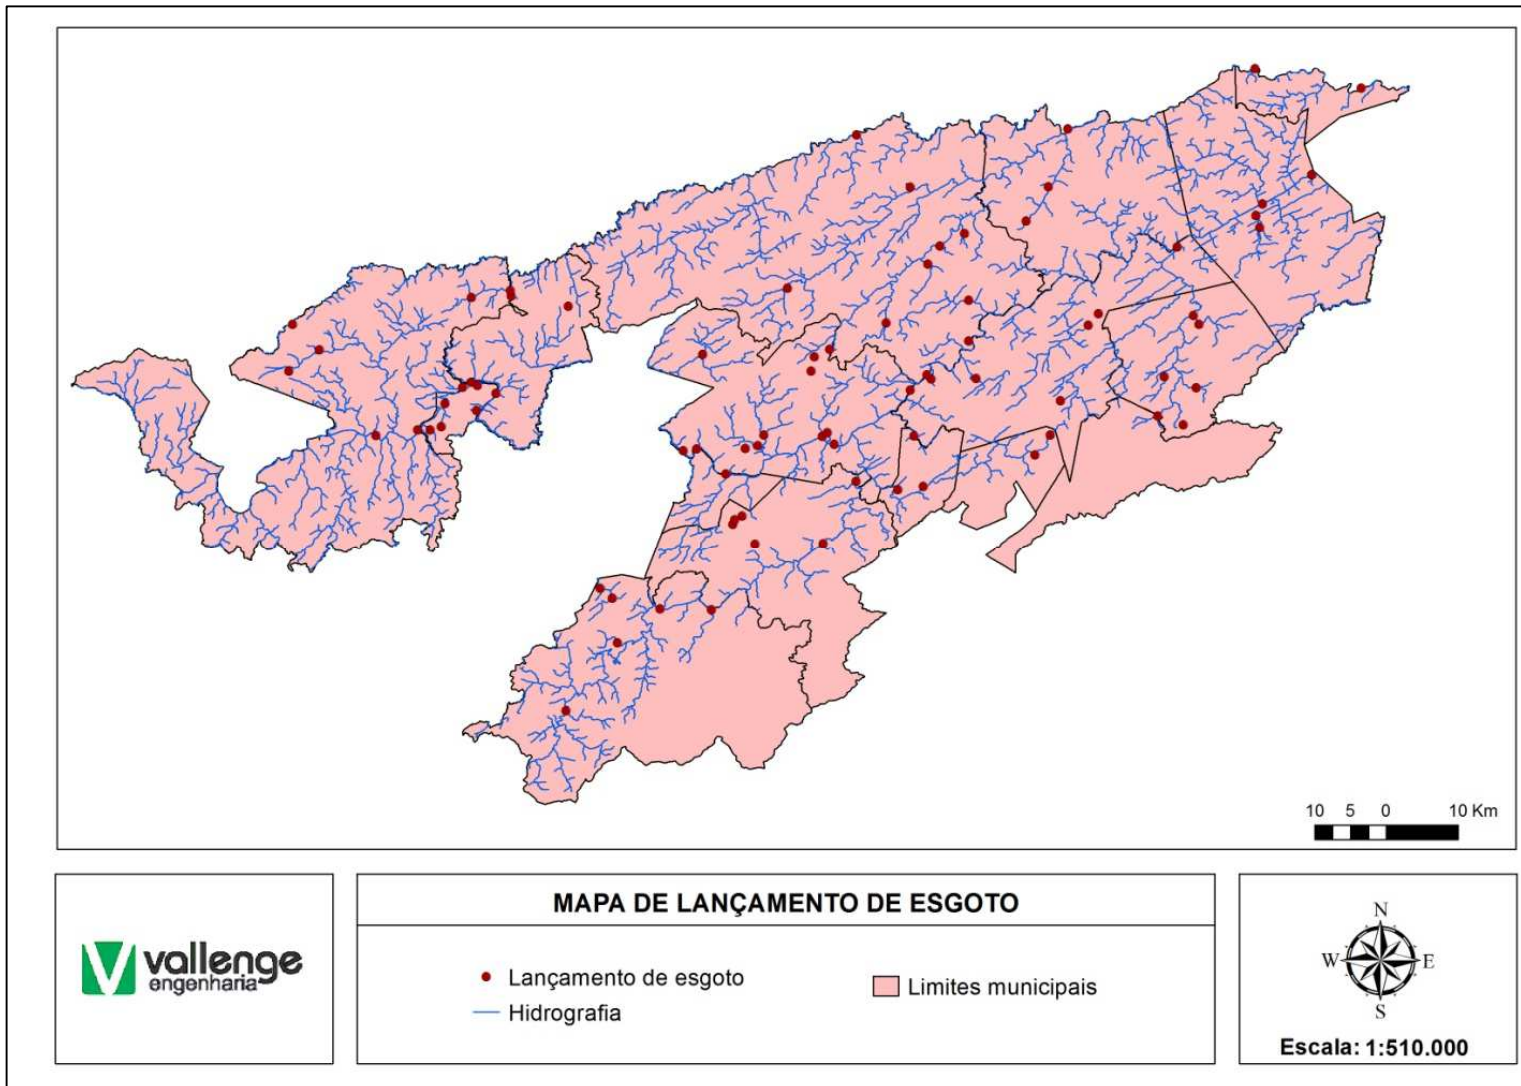 10 5 0 10 Km
vallenge
engenharia
MAPA DE LANÇAMENTO DE ESGOTO
Lançamento de esgoto
Hidrografia
Limites municipais
N
W E
S
Escala: 1:510.000